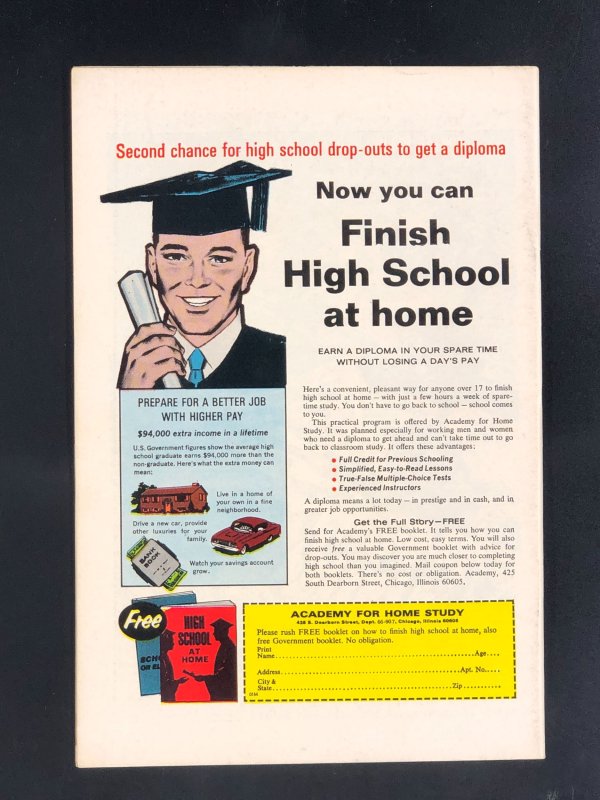 Second chance for high school drop-outs to get a diploma
Now you can
Finish
High School
at home
EARN A DIPLOMA IN YOUR SPARE TIME
WITHOUT LOSING A DAY'S PAY
Here's a convenient, pleasant way for anyone over 17 to finish
high school at home — with just a few hours a week of spare-
time study. You don't have to go back to school — school comes
to you.
This practical program is offered by Academy for Home
Study. It was planned especially for working men and women
who need a diploma to get ahead and can't take time out to go
back to classroom study. It offers these advantages:
• Full Credit for Previous Schooling
• Simplified, Easy-to-Read Lessons
• True-False Multiple-Choice Tests
• Experienced Instructors
A diploma means a lot today — in prestige and in cash, and in
greater job opportunities.
Get the Full Story—FREE
Send for Academy's FREE booklet. It tells you how you can
finish high school at home. Low cost, easy terms. You will also
receive free a valuable Government booklet with advice for
drop-outs. You may discover you are much closer to completing
high school than you imagined. Mail coupon below today for
both booklets. There's no cost or obligation. Academy, 425
South Dearborn Street, Chicago, Illinois 60605.
PREPARE FOR A BETTER JOB
WITH HIGHER PAY
$94,000 extra income in a lifetime
U.S. Government figures show the average high
school graduate earns $94,000 more than the
non-graduate. Here's what the extra money can
mean:
Live in a home of
your own in a fine
neighborhood.
Drive a new car, provide
other luxuries for your
family.
BANK
BOOK
Watch your savings account
grow.
Free
SCHO
OR EL
HIGH
SCHOOL
AT
HOME
ACADEMY FOR HOME STUDY
Chicago, Illinois 60605
Please rush FREE booklet on how to finish high school at home, also
free Government booklet. No obligation.
Print
Name Age
Address Apt. No.
City &
State Zip